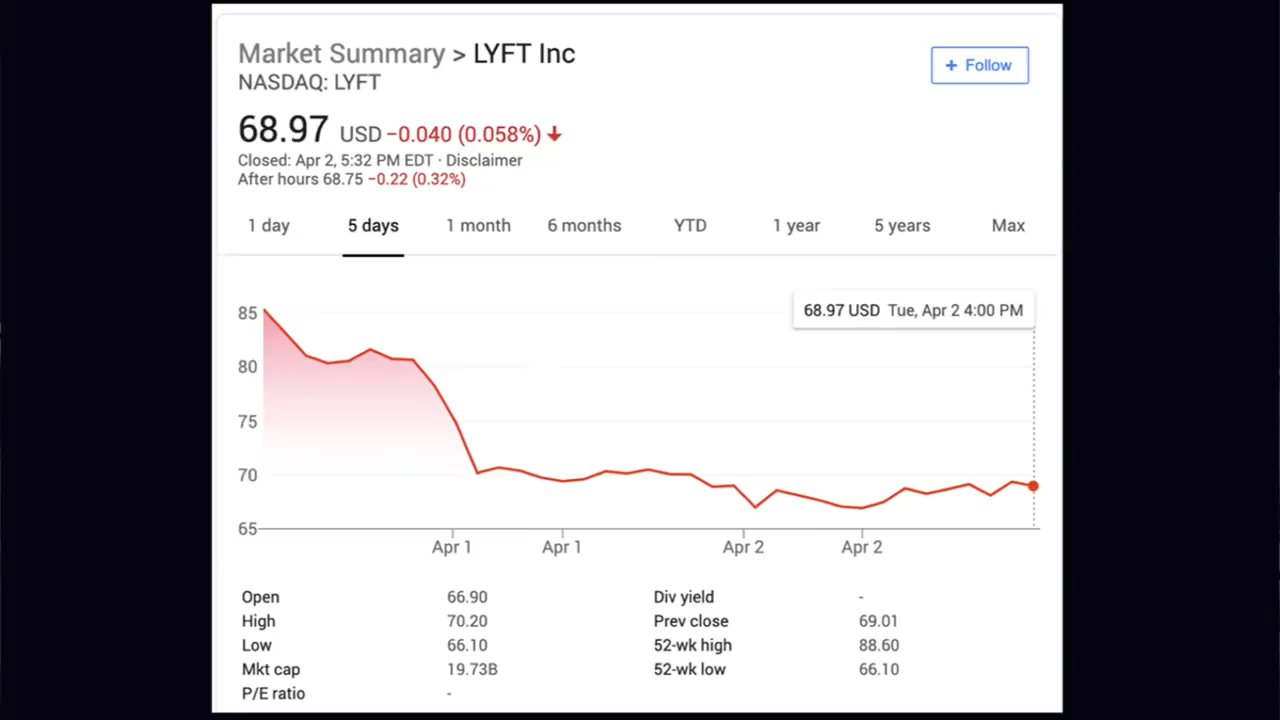 Market Summary > LYFT Inc
NASDAQ: LYFT
+ Follow
68.97 USD −0.040 (0.058%) ↓
Closed: Apr 2, 5:32 PM EDT · Disclaimer
After hours 68.75 −0.22 (0.32%)
1 day 5 days 1 month 6 months YTD 1 year 5 years Max
68.97 USD Tue, Apr 2 4:00 PM
85
80
75
70
65
Apr 1 Apr 1 Apr 2 Apr 2
Open 66.90 Div yield -
High 70.20 Prev close 69.01
Low 66.10 52-wk high 88.60
Mkt cap 19.73B 52-wk low 66.10
P/E ratio -